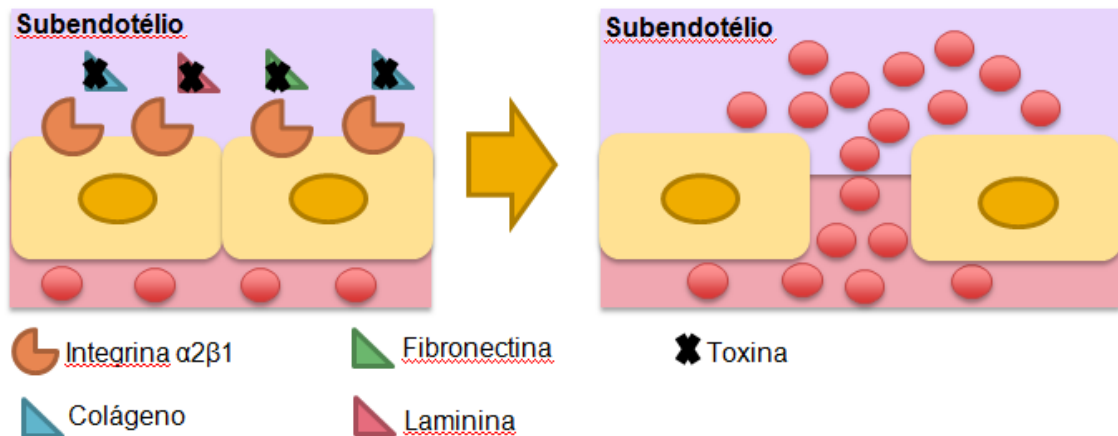 Subendotélio
Subendotélio
Integrina α2β1
Fibronectina
Toxina
Colágeno
Laminina